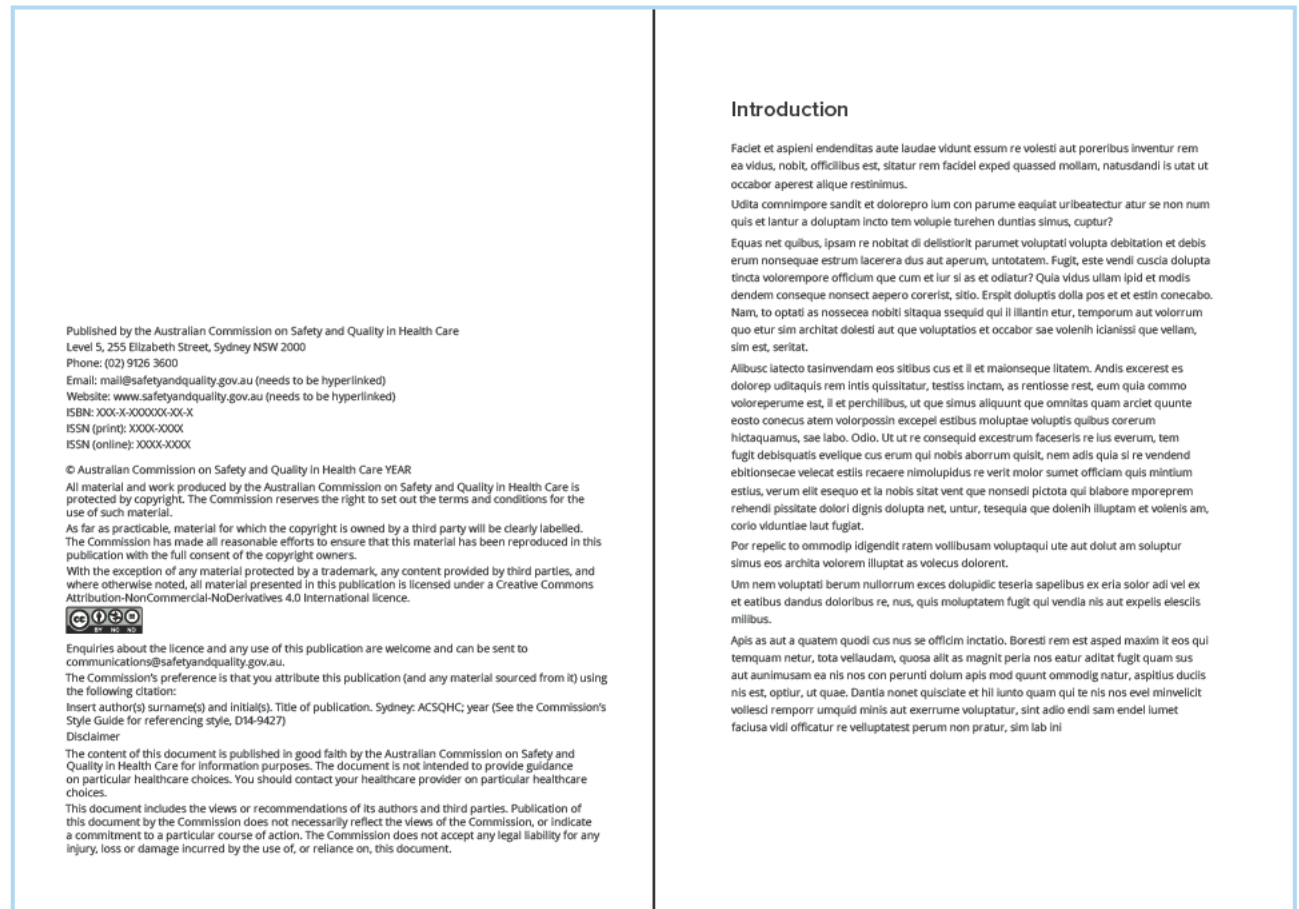 Published by the Australian Commission on Safety and Quality in Health Care
Level 5, 255 Elizabeth Street, Sydney NSW 2000
Phone: (02) 9126 3600
Email: mail@safetyandquality.gov.au (needs to be hyperlinked)
Website: www.safetyandquality.gov.au (needs to be hyperlinked)
ISBN: XXX-X-XXXXXX-XX-X
ISSN (print): XXXX-XXXX
ISSN (online): XXXX-XXXX
© Australian Commission on Safety and Quality in Health Care YEAR
All material and work produced by the Australian Commission on Safety and Quality in Health Care is
protected by copyright. The Commission reserves the right to set out the terms and conditions for the
use of such material.
As far as practicable, material for which the copyright is owned by a third party will be clearly labelled.
The Commission has made all reasonable efforts to ensure that this material has been reproduced in this
publication with the full consent of the copyright owners.
With the exception of any material protected by a trademark, any content provided by third parties, and
where otherwise noted, all material presented in this publication is licensed under a Creative Commons
Attribution-NonCommercial-NoDerivatives 4.0 International licence.
cc BY NC ND
Enquiries about the licence and any use of this publication are welcome and can be sent to
communications@safetyandquality.gov.au.
The Commission's preference is that you attribute this publication (and any material sourced from it) using
the following citation:
Insert author(s) surname(s) and initial(s). Title of publication. Sydney: ACSQHC; year (See the Commission's
Style Guide for referencing style, D14-9427)
Disclaimer
The content of this document is published in good faith by the Australian Commission on Safety and
Quality in Health Care for information purposes. The document is not intended to provide guidance
on particular healthcare choices. You should contact your healthcare provider on particular healthcare
choices.
This document includes the views or recommendations of its authors and third parties. Publication of
this document by the Commission does not necessarily reflect the views of the Commission, or indicate
a commitment to a particular course of action. The Commission does not accept any legal liability for any
injury, loss or damage incurred by the use of, or reliance on, this document.
Introduction
Faciet et aspieni endenditas aute laudae vidunt essum re volesti aut poreribus inventur rem
ea vidus, nobit, officilibus est, sitatur rem facidel exped quassed mollam, natusdandi is utat ut
occabor aperest alique restinimus.
Udita comnimpore sandit et dolorepro ium con parume eaquiat uribeatectur atur se non num
quis et lantur a doluptam incto tem volupie turehen duntias simus, cuptur?
Equas net quibus, ipsam re nobitat di delistiorit parumet voluptati volupta debitation et debis
erum nonsequae estrum lacerera dus aut aperum, untotatem. Fugit, este vendi cuscia dolupta
tincta volorempore officium que cum et iur si as et odiatur? Quia vidus ullam ipid et modis
dendem conseque nonsect aepero corerist, sitio. Erspit doluptis dolla pos et et estin conecabo.
Nam, to optati as nossecea nobiti sitaqua ssequid qui il illantin etur, temporum aut volorrum
quo etur sim architat dolesti aut que voluptatios et occabor sae volenih icianissi que vellam,
sim est, seritat.
Alibusc iatecto tasinvendam eos sitibus cus et il et maionseque litatem. Andis excerest es
dolorep uditaquis rem intis quissitatur, testiss inctam, as rentiosse rest, eum quia commo
voloreperume est, il et perchilibus, ut que simus aliquunt que omnitas quam arciet quunte
eosto conecus atem volorpossin excepel estibus moluptae voluptis quibus corerum
hictaquamus, sae labo. Odio. Ut ut re consequid excestrum faceseris re ius everum, tem
fugit debisquatis evelique cus erum qui nobis aborrum quisit, nem adis quia si re vendend
ebitionsecae velecat estiis recaere nimolupidus re verit molor sumet officiam quis mintium
estius, verum elit esequo et la nobis sitat vent que nonsedi pictota qui blabore mporeprem
rehendi pissitate dolori dignis dolupta net, untur, tesequia que dolenih illuptam et volenis am,
corio viduntiae laut fugiat.
Por repelic to ommodip idigendit ratem vollibusam voluptaqui ute aut dolut am soluptur
simus eos archita volorem illuptat as volecus dolorent.
Um nem voluptati berum nullorrum exces dolupidic teseria sapelibus ex eria solor adi vel ex
et eatibus dandus doloribus re, nus, quis moluptatem fugit qui vendia nis aut expelis elesciis
milibus.
Apis as aut a quatem quodi cus nus se officim inctatio. Boresti rem est asped maxim it eos qui
temquam netur, tota vellaudam, quosa alit as magnit peria nos eatur aditat fugit quam sus
aut aunimusam ea nis nos con perunti dolum apis mod quunt ommodig natur, aspitius duciis
nis est, optiur, ut quae. Dantia nonet quisciate et hil iunto quam qui te nis nos evel minvelicit
vollesci remporr umquid minis aut exerrume voluptatur, sint adio endi sam endel iumet
faciusa vidi officatur re velluptatest perum non pratur, sim lab ini